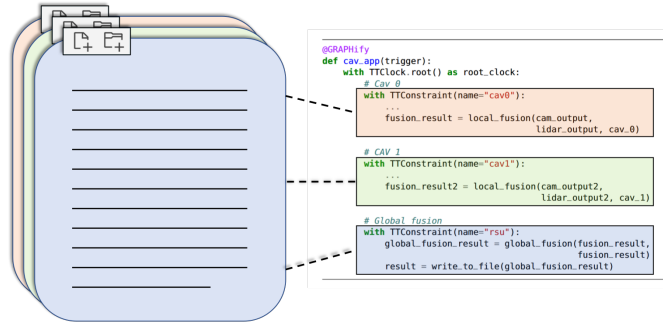 @GRAPHify
def cav_app(trigger):
    with TTClock.root() as root_clock:
        # Cav 0
        with TTConstraint(name="cav0"):
            ...
            fusion_result = local_fusion(cam_output,
                                         lidar_output, cav_0)
        # CAV 1
        with TTConstraint(name="cav1"):
            ...
            fusion_result2 = local_fusion(cam_output2,
                                          lidar_output2, cav_1)
        # Global fusion
        with TTConstraint(name="rsu"):
            global_fusion_result = global_fusion(fusion_result,
                                                 fusion_result)
            result = write_to_file(global_fusion_result)